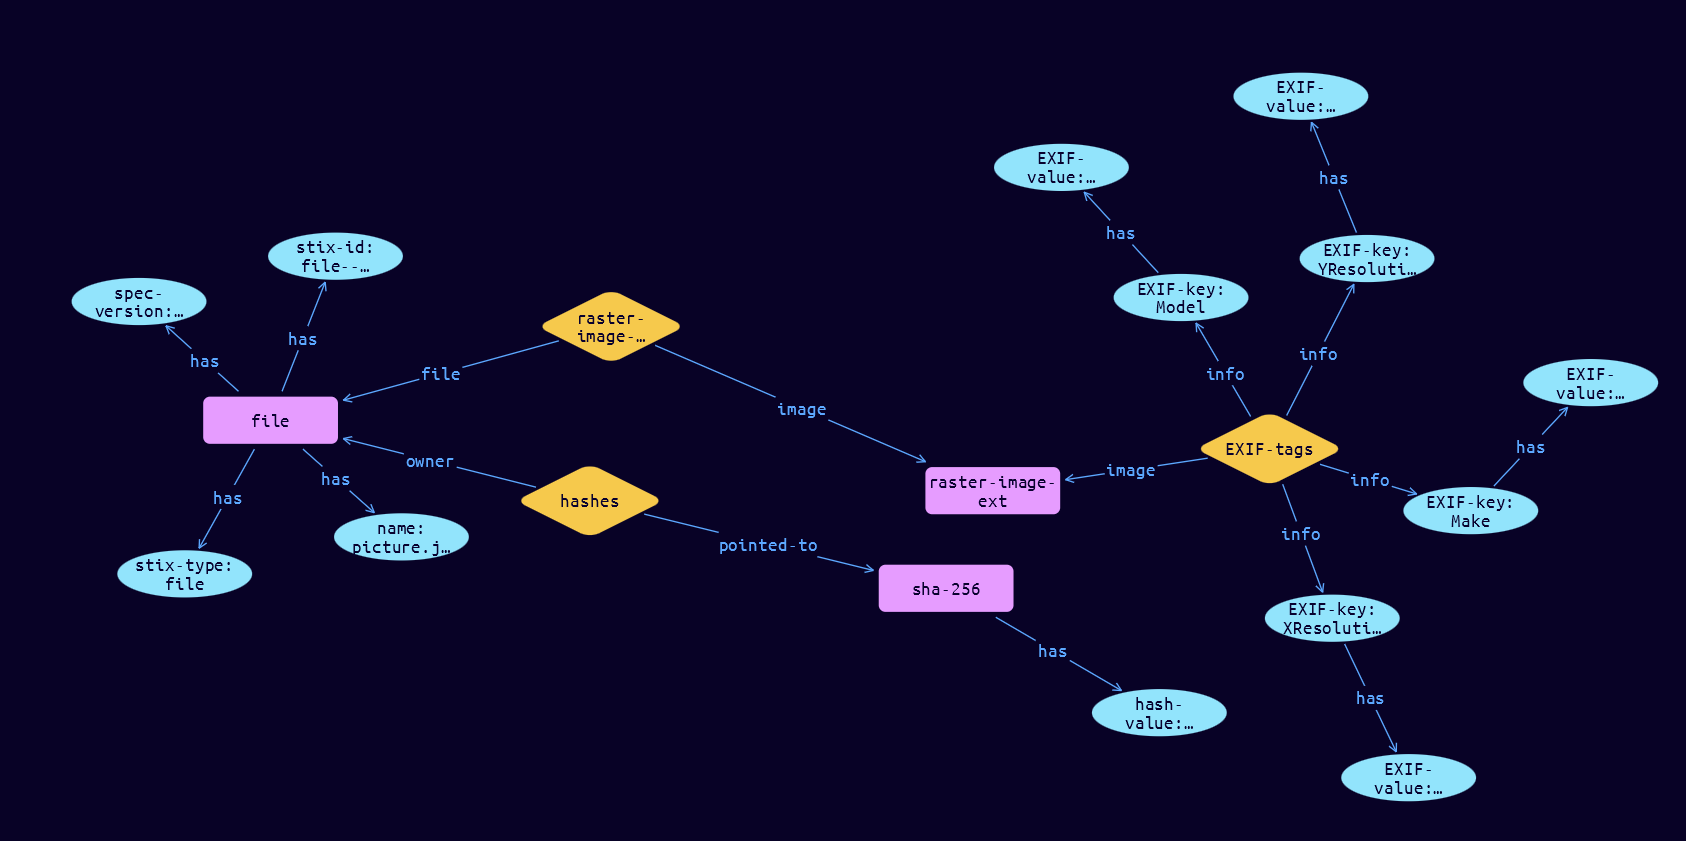 EXIF-
value:…
EXIF-
value:…
has
has
stix-id:
file--…
EXIF-key:
YResoluti…
spec-
version:…
EXIF-key:
Model
raster-
image-…
has
has
file
info
info
EXIF-
value:…
image
file
has
EXIF-tags
owner
image
info
raster-image-
ext
has
has
hashes
EXIF-key:
Make
name:
picture.j…
info
pointed-to
stix-type:
file
sha-256
EXIF-key:
XResoluti…
has
has
hash-
value:…
EXIF-
value:…